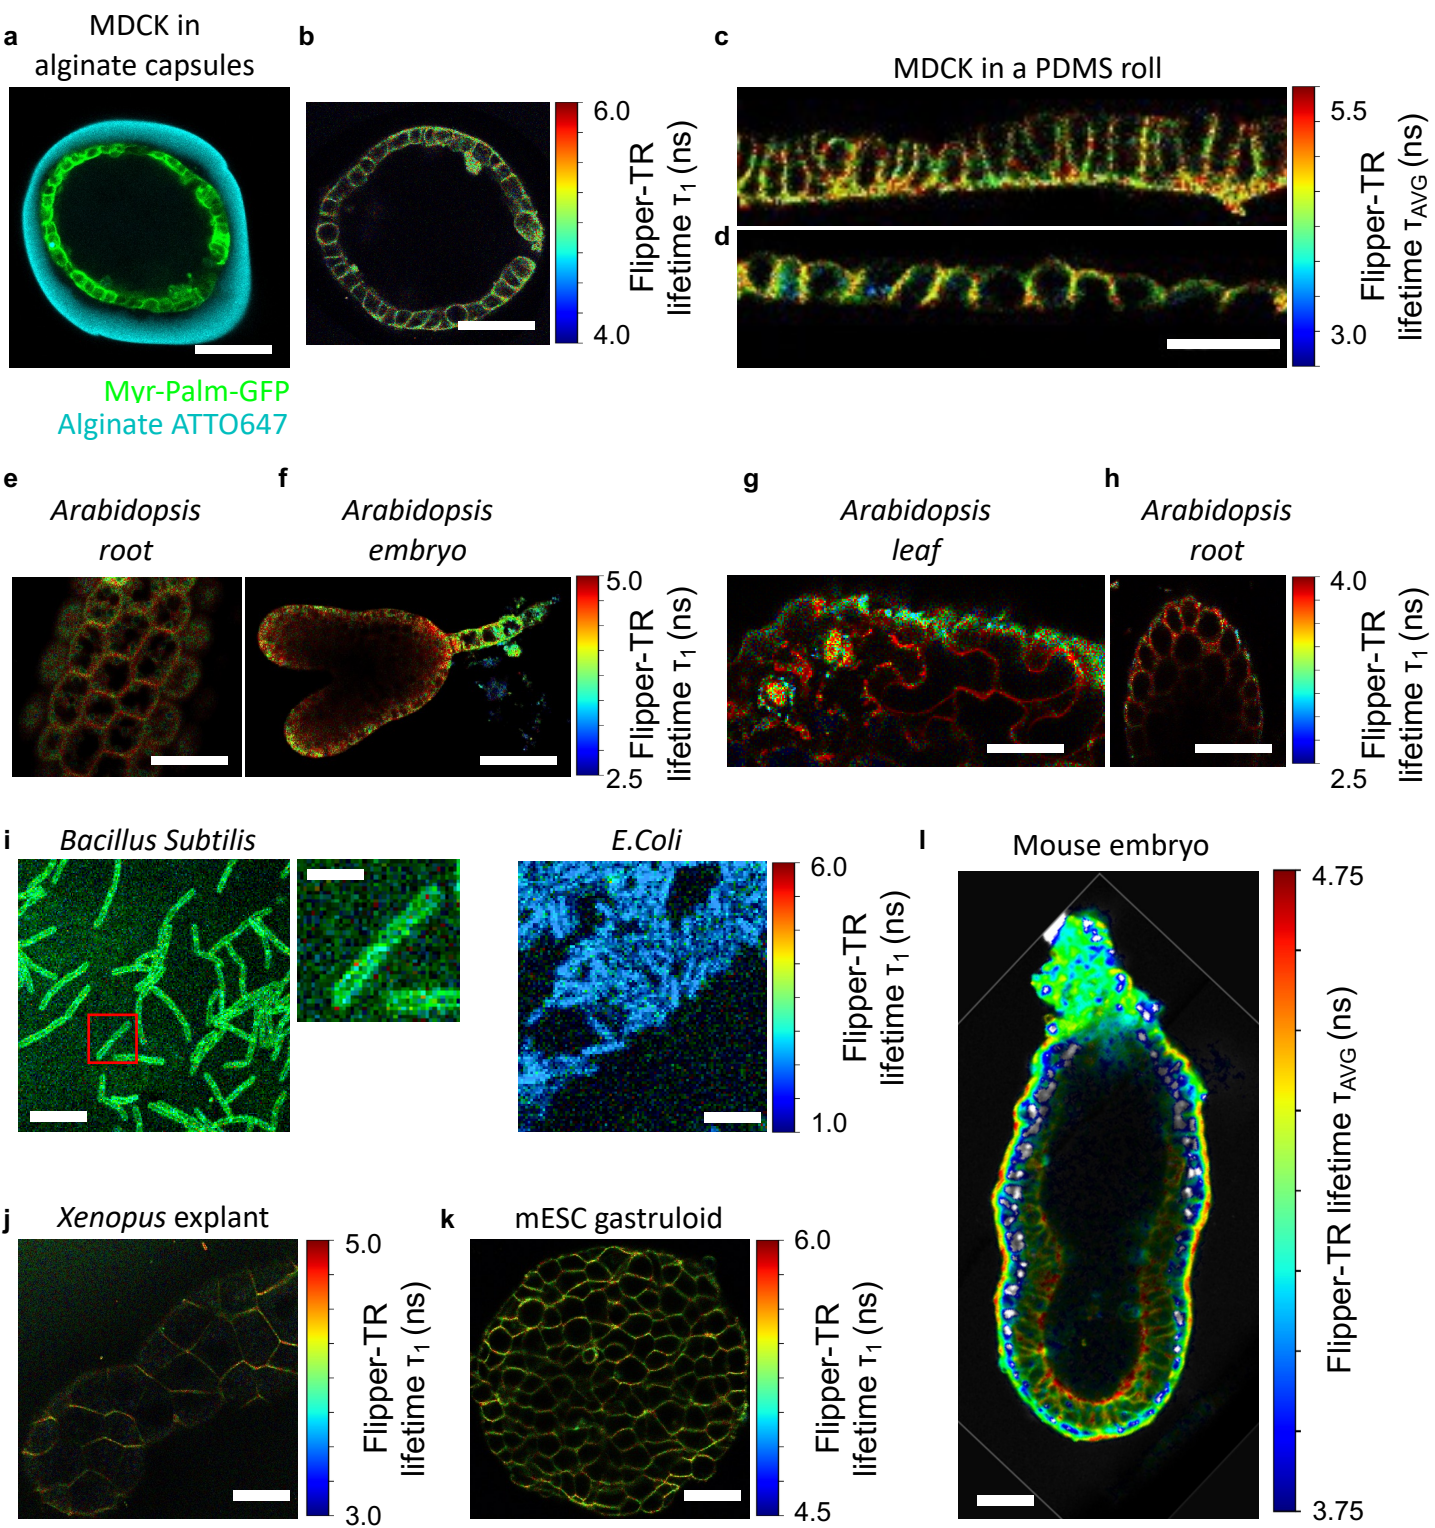 a
MDCK in
alginate capsules
Myr-Palm-GFP
Alginate ATTO647
b
6.0
4.0
Flipper-TR
lifetime τ1 (ns)
c
MDCK in a PDMS roll
d
5.5
3.0
Flipper-TR
lifetime τAVG (ns)
e
Arabidopsis
root
f
Arabidopsis
embryo
5.0
2.5
Flipper-TR
lifetime τ1 (ns)
g
Arabidopsis
leaf
h
Arabidopsis
root
4.0
2.5
Flipper-TR
lifetime τ1 (ns)
i
Bacillus Subtilis
E.Coli
6.0
1.0
Flipper-TR
lifetime τ1 (ns)
j
Xenopus explant
5.0
3.0
Flipper-TR
lifetime τ1 (ns)
k
mESC gastruloid
6.0
4.5
Flipper-TR
lifetime τ1 (ns)
l
Mouse embryo
4.75
3.75
Flipper-TR lifetime τAVG (ns)